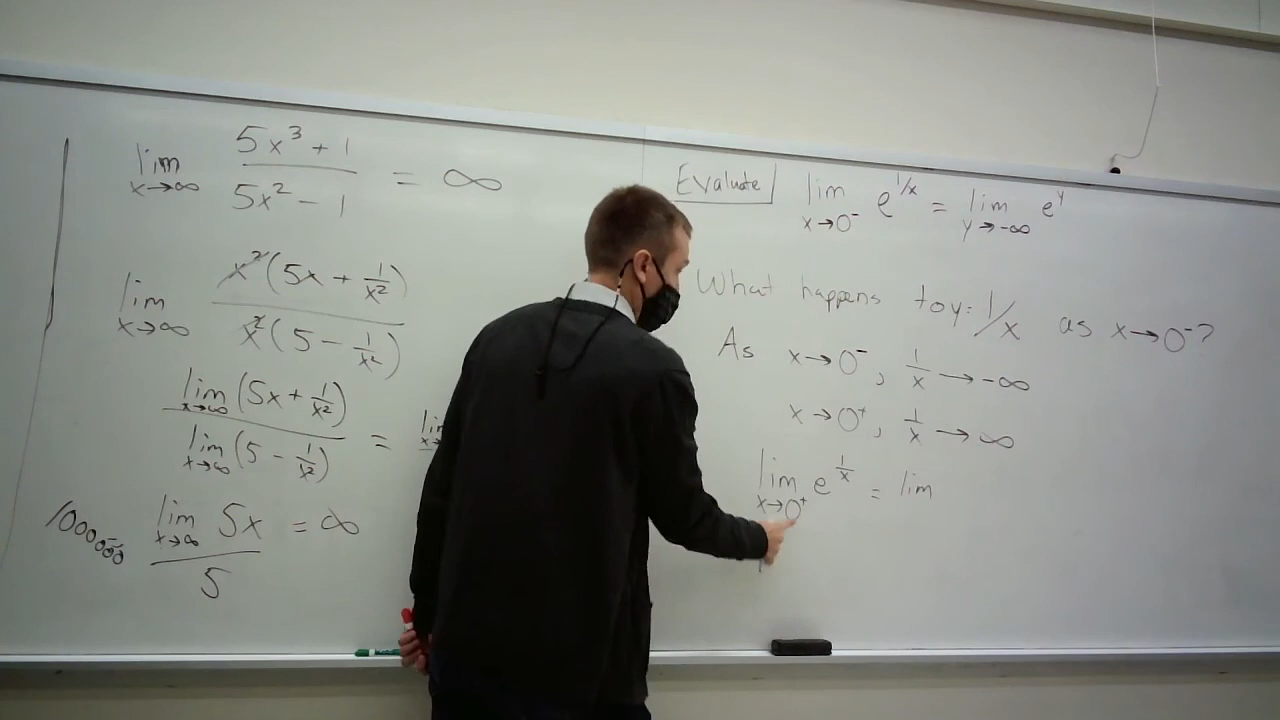 lim x→∞ (5x³ + 1)/(5x² − 1) = ∞
lim x→∞ x²(5x + 1/x²)/x²(5 − 1/x²)
lim x→∞ (5x + 1/x²)/lim x→∞ (5 − 1/x²) =
1000000 lim x→∞ 5x/5 = ∞
Evaluate lim x→0⁻ e^(1/x) = lim y→-∞ e^y
What happens to y: 1/x as x→0⁻?
As x→0⁻, 1/x → -∞
x→0⁺, 1/x → ∞
lim x→0⁺ e^(1/x) = lim